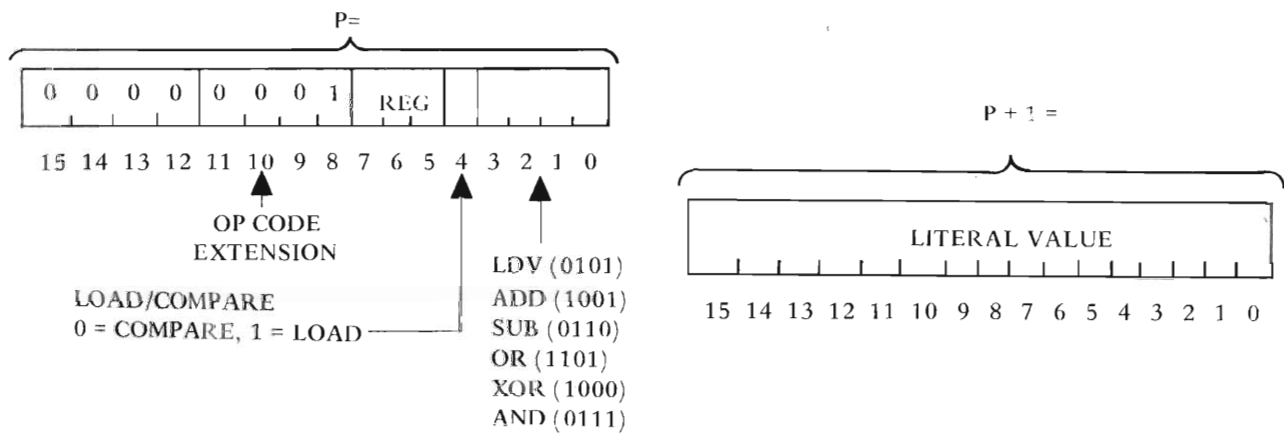 P=
0 0 0 0 0 0 0 1 REG
15 14 13 12 11 10 9 8 7 6 5 4 3 2 1 0
OP CODE
EXTENSION
LOAD/COMPARE
0 = COMPARE, 1 = LOAD
LDV (0101)
ADD (1001)
SUB (0110)
OR (1101)
XOR (1000)
AND (0111)
P + 1 =
LITERAL VALUE
15 14 13 12 11 10 9 8 7 6 5 4 3 2 1 0